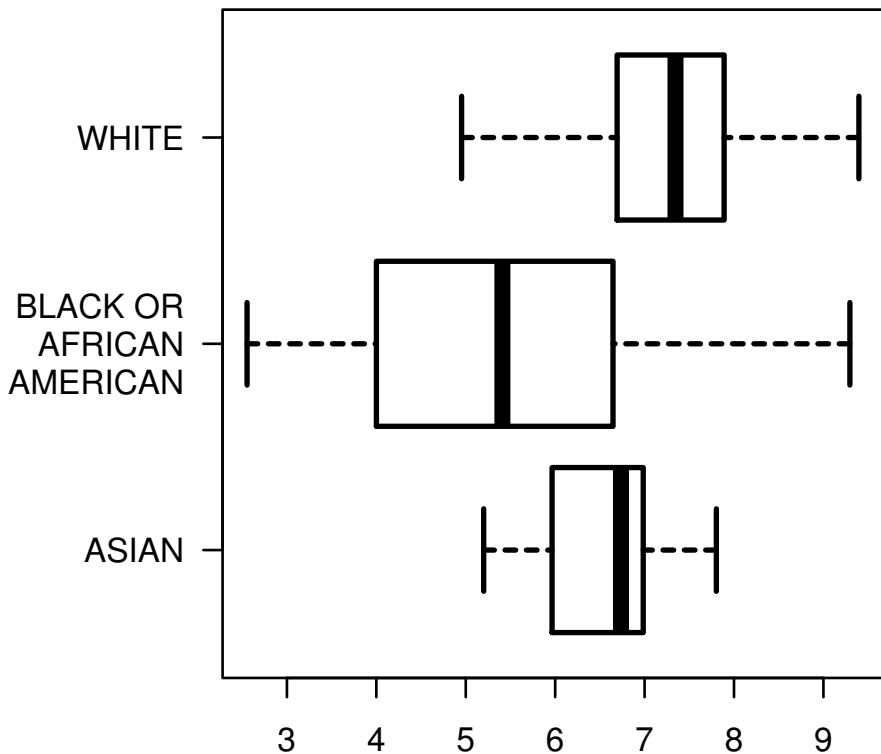 WHITE
BLACK OR
AFRICAN
AMERICAN
ASIAN
3 4 5 6 7 8 9